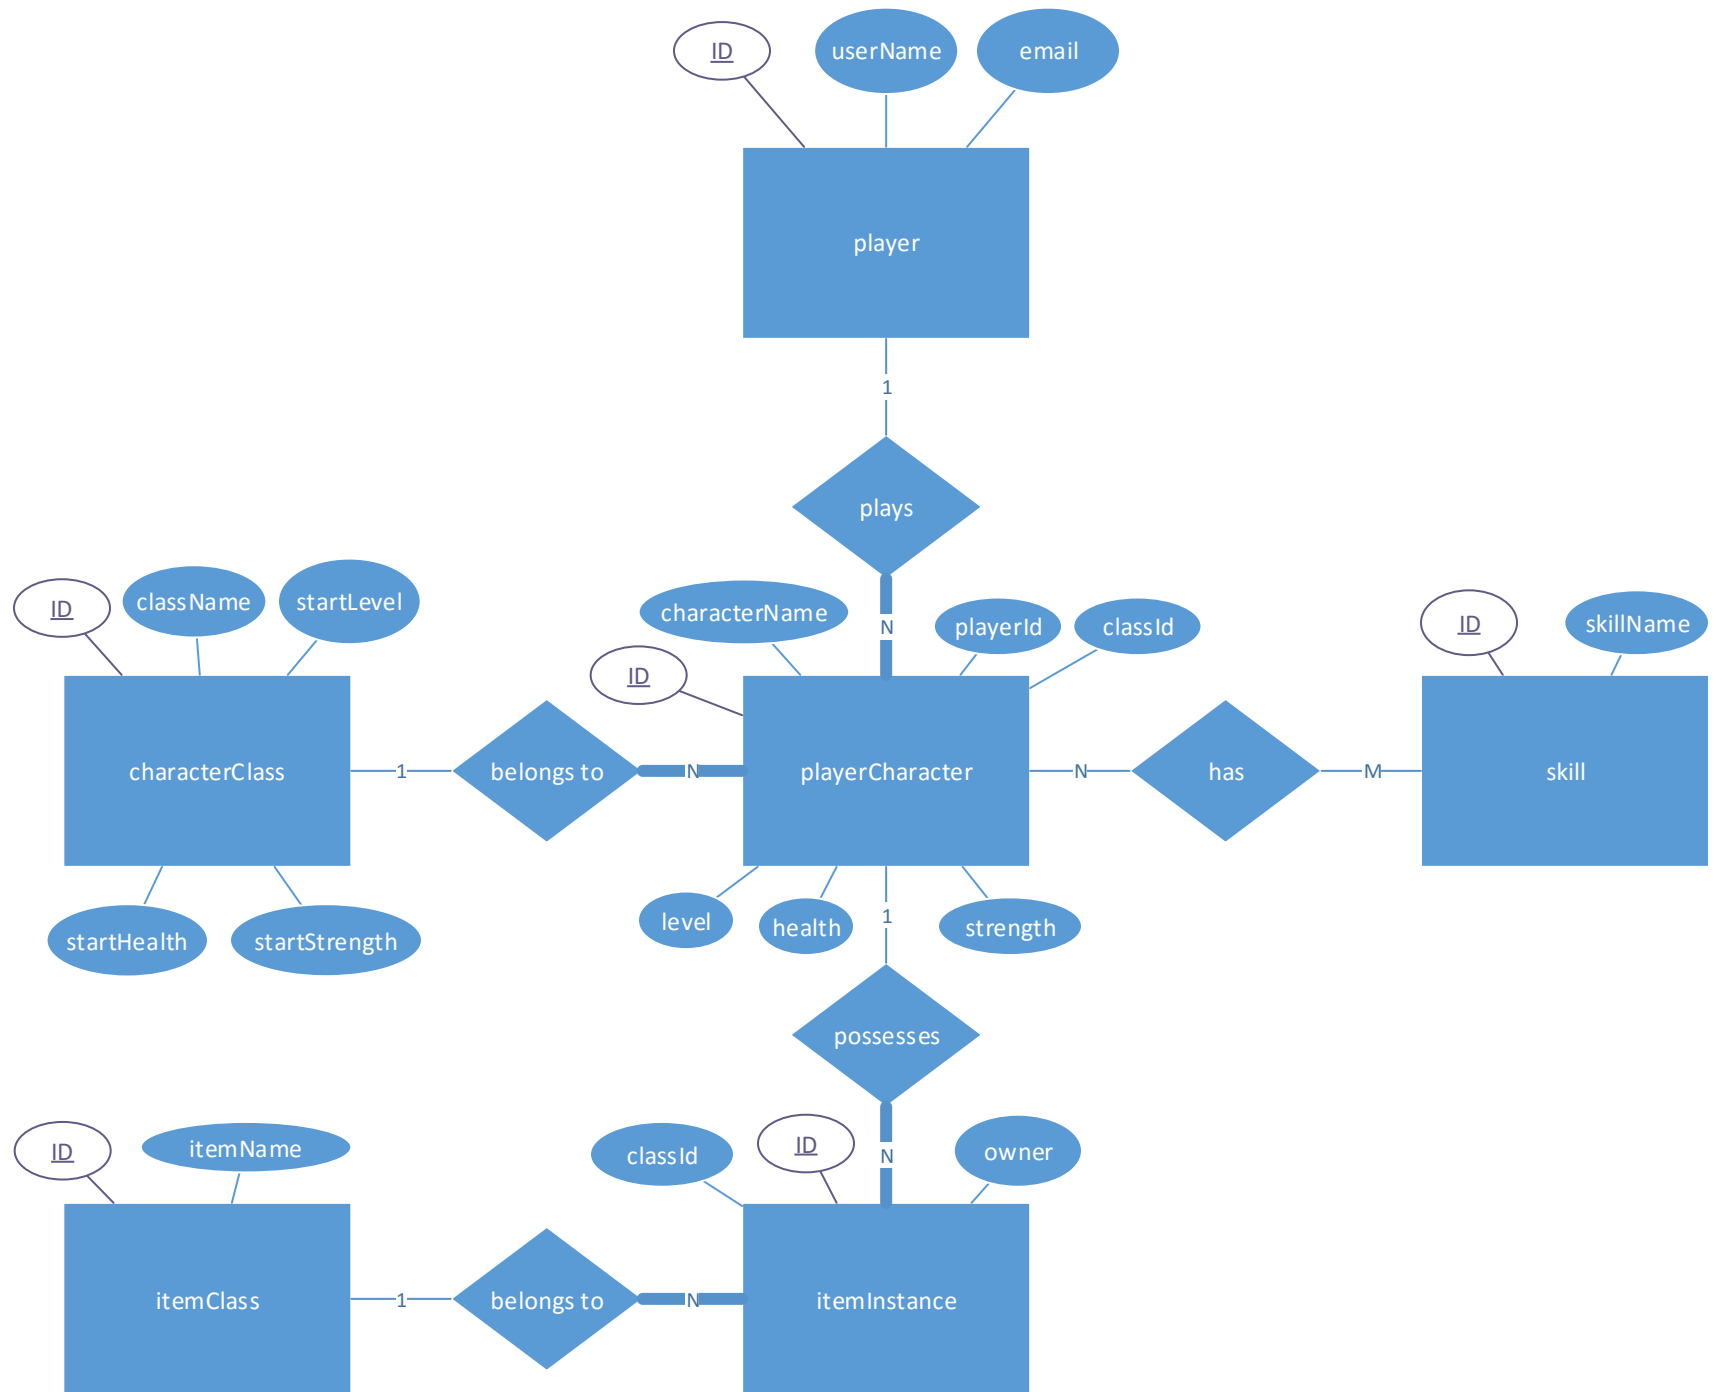 ID
userName
email
player
1
plays
N
ID
className
startLevel
characterName
playerId
classId
ID
skillName
ID
characterClass
1
belongs to
N
playerCharacter
N
has
M
skill
startHealth
startStrength
level
health
1
strength
possesses
N
ID
itemName
classId
ID
owner
itemClass
1
belongs to
N
itemInstance